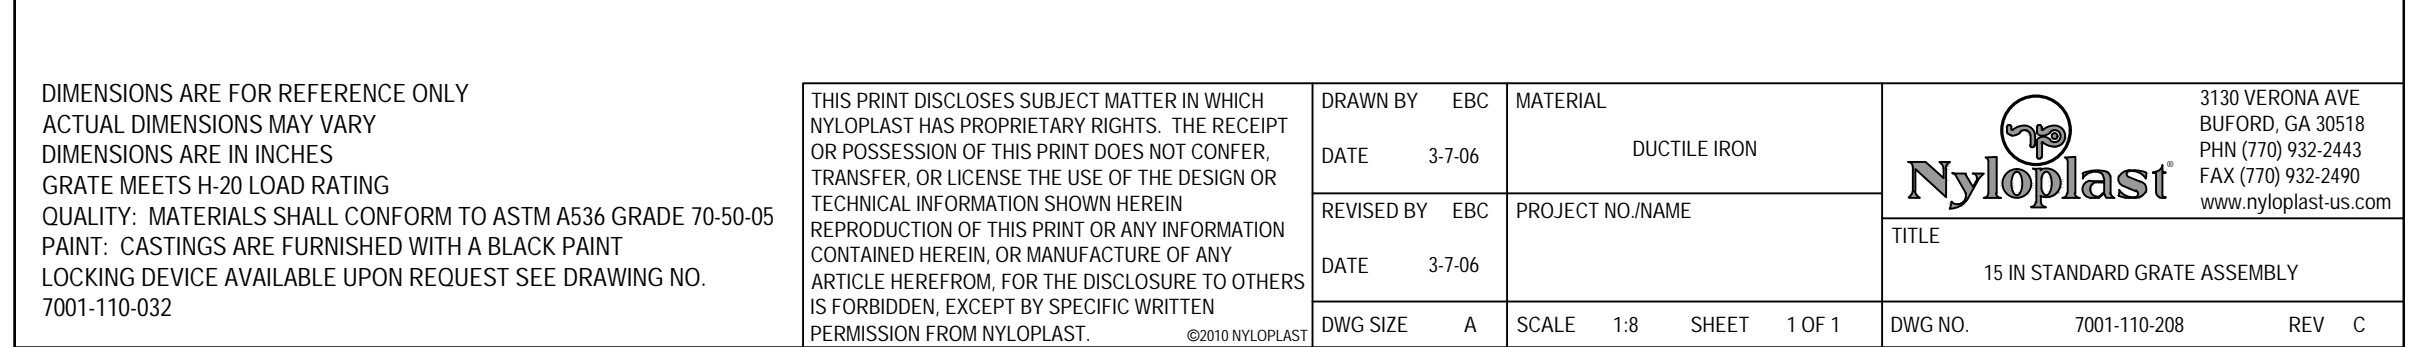 DIMENSIONS ARE FOR REFERENCE ONLY
ACTUAL DIMENSIONS MAY VARY
DIMENSIONS ARE IN INCHES
GRATE MEETS H-20 LOAD RATING
QUALITY: MATERIALS SHALL CONFORM TO ASTM A536 GRADE 70-50-05
PAINT: CASTINGS ARE FURNISHED WITH A BLACK PAINT
LOCKING DEVICE AVAILABLE UPON REQUEST SEE DRAWING NO.
7001-110-032
THIS PRINT DISCLOSES SUBJECT MATTER IN WHICH
NYLOPLAST HAS PROPRIETARY RIGHTS. THE RECEIPT
OR POSSESSION OF THIS PRINT DOES NOT CONFER,
TRANSFER, OR LICENSE THE USE OF THE DESIGN OR
TECHNICAL INFORMATION SHOWN HEREIN
REPRODUCTION OF THIS PRINT OR ANY INFORMATION
CONTAINED HEREIN, OR MANUFACTURE OF ANY
ARTICLE HEREFROM, FOR THE DISCLOSURE TO OTHERS
IS FORBIDDEN, EXCEPT BY SPECIFIC WRITTEN
PERMISSION FROM NYLOPLAST. ©2010 NYLOPLAST
DRAWN BY EBC
DATE 3-7-06
REVISED BY EBC
DATE 3-7-06
DWG SIZE A
MATERIAL
DUCTILE IRON
PROJECT NO./NAME
SCALE 1:8 SHEET 1 OF 1
Nyloplast®
3130 VERONA AVE
BUFORD, GA 30518
PHN (770) 932-2443
FAX (770) 932-2490
www.nyloplast-us.com
TITLE
15 IN STANDARD GRATE ASSEMBLY
DWG NO. 7001-110-208 REV C